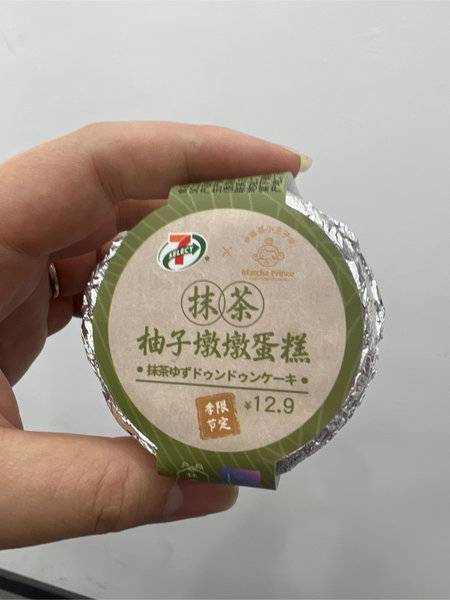 7
SELECT
×
Matcha Prince
抹茶
柚子墩墩蛋糕
•抹茶ゆずドゥンドゥンケーキ•
季限
节定
¥12.9